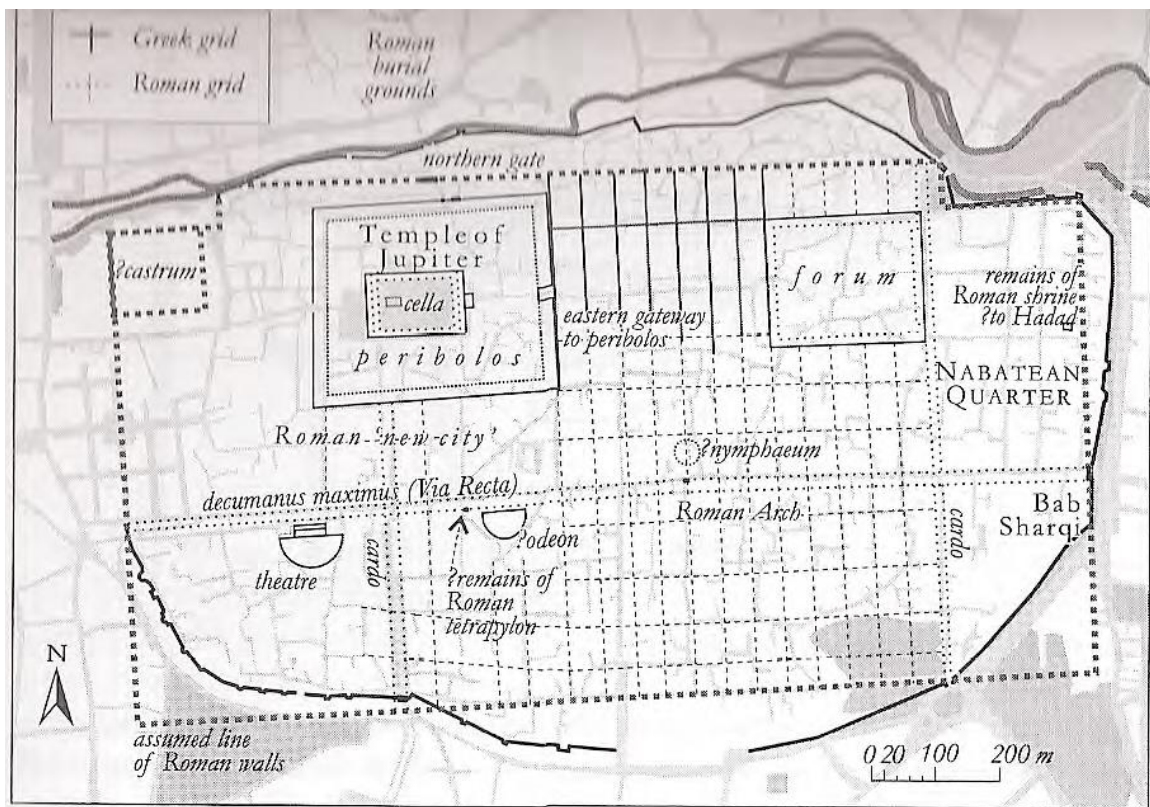 Greek grid
Roman grid
Roman
burial
grounds
northern gate
?castrum
Temple of
Jupiter
cella
peribolos
eastern gateway
to peribolos
forum
remains of
Roman shrine
?to Hadad
NABATEAN
QUARTER
Roman 'new city'
?nymphaeum
decumanus maximus (Via Recta)
Roman Arch
Bab
Sharqi
cardo
cardo
theatre
?odeon
?remains of
Roman
tetrapylon
N
assumed line
of Roman walls
0 20 100 200 m